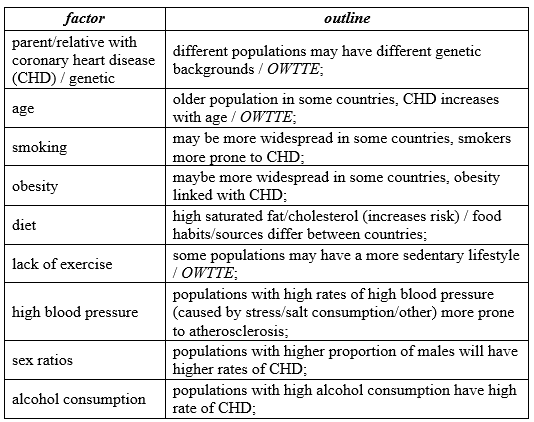 factor outline
parent/relative with
coronary heart disease
(CHD) / genetic
different populations may have different genetic
backgrounds / OWTTE;
age
older population in some countries, CHD increases
with age / OWTTE;
smoking
may be more widespread in some countries, smokers
more prone to CHD;
obesity
maybe more widespread in some countries, obesity
linked with CHD;
diet
high saturated fat/cholesterol (increases risk) / food
habits/sources differ between countries;
lack of exercise
some populations may have a more sedentary lifestyle
/ OWTTE;
high blood pressure
populations with high rates of high blood pressure
(caused by stress/salt consumption/other) more prone
to atherosclerosis;
sex ratios
populations with higher proportion of males will have
higher rates of CHD;
alcohol consumption
populations with high alcohol consumption have high
rate of CHD;